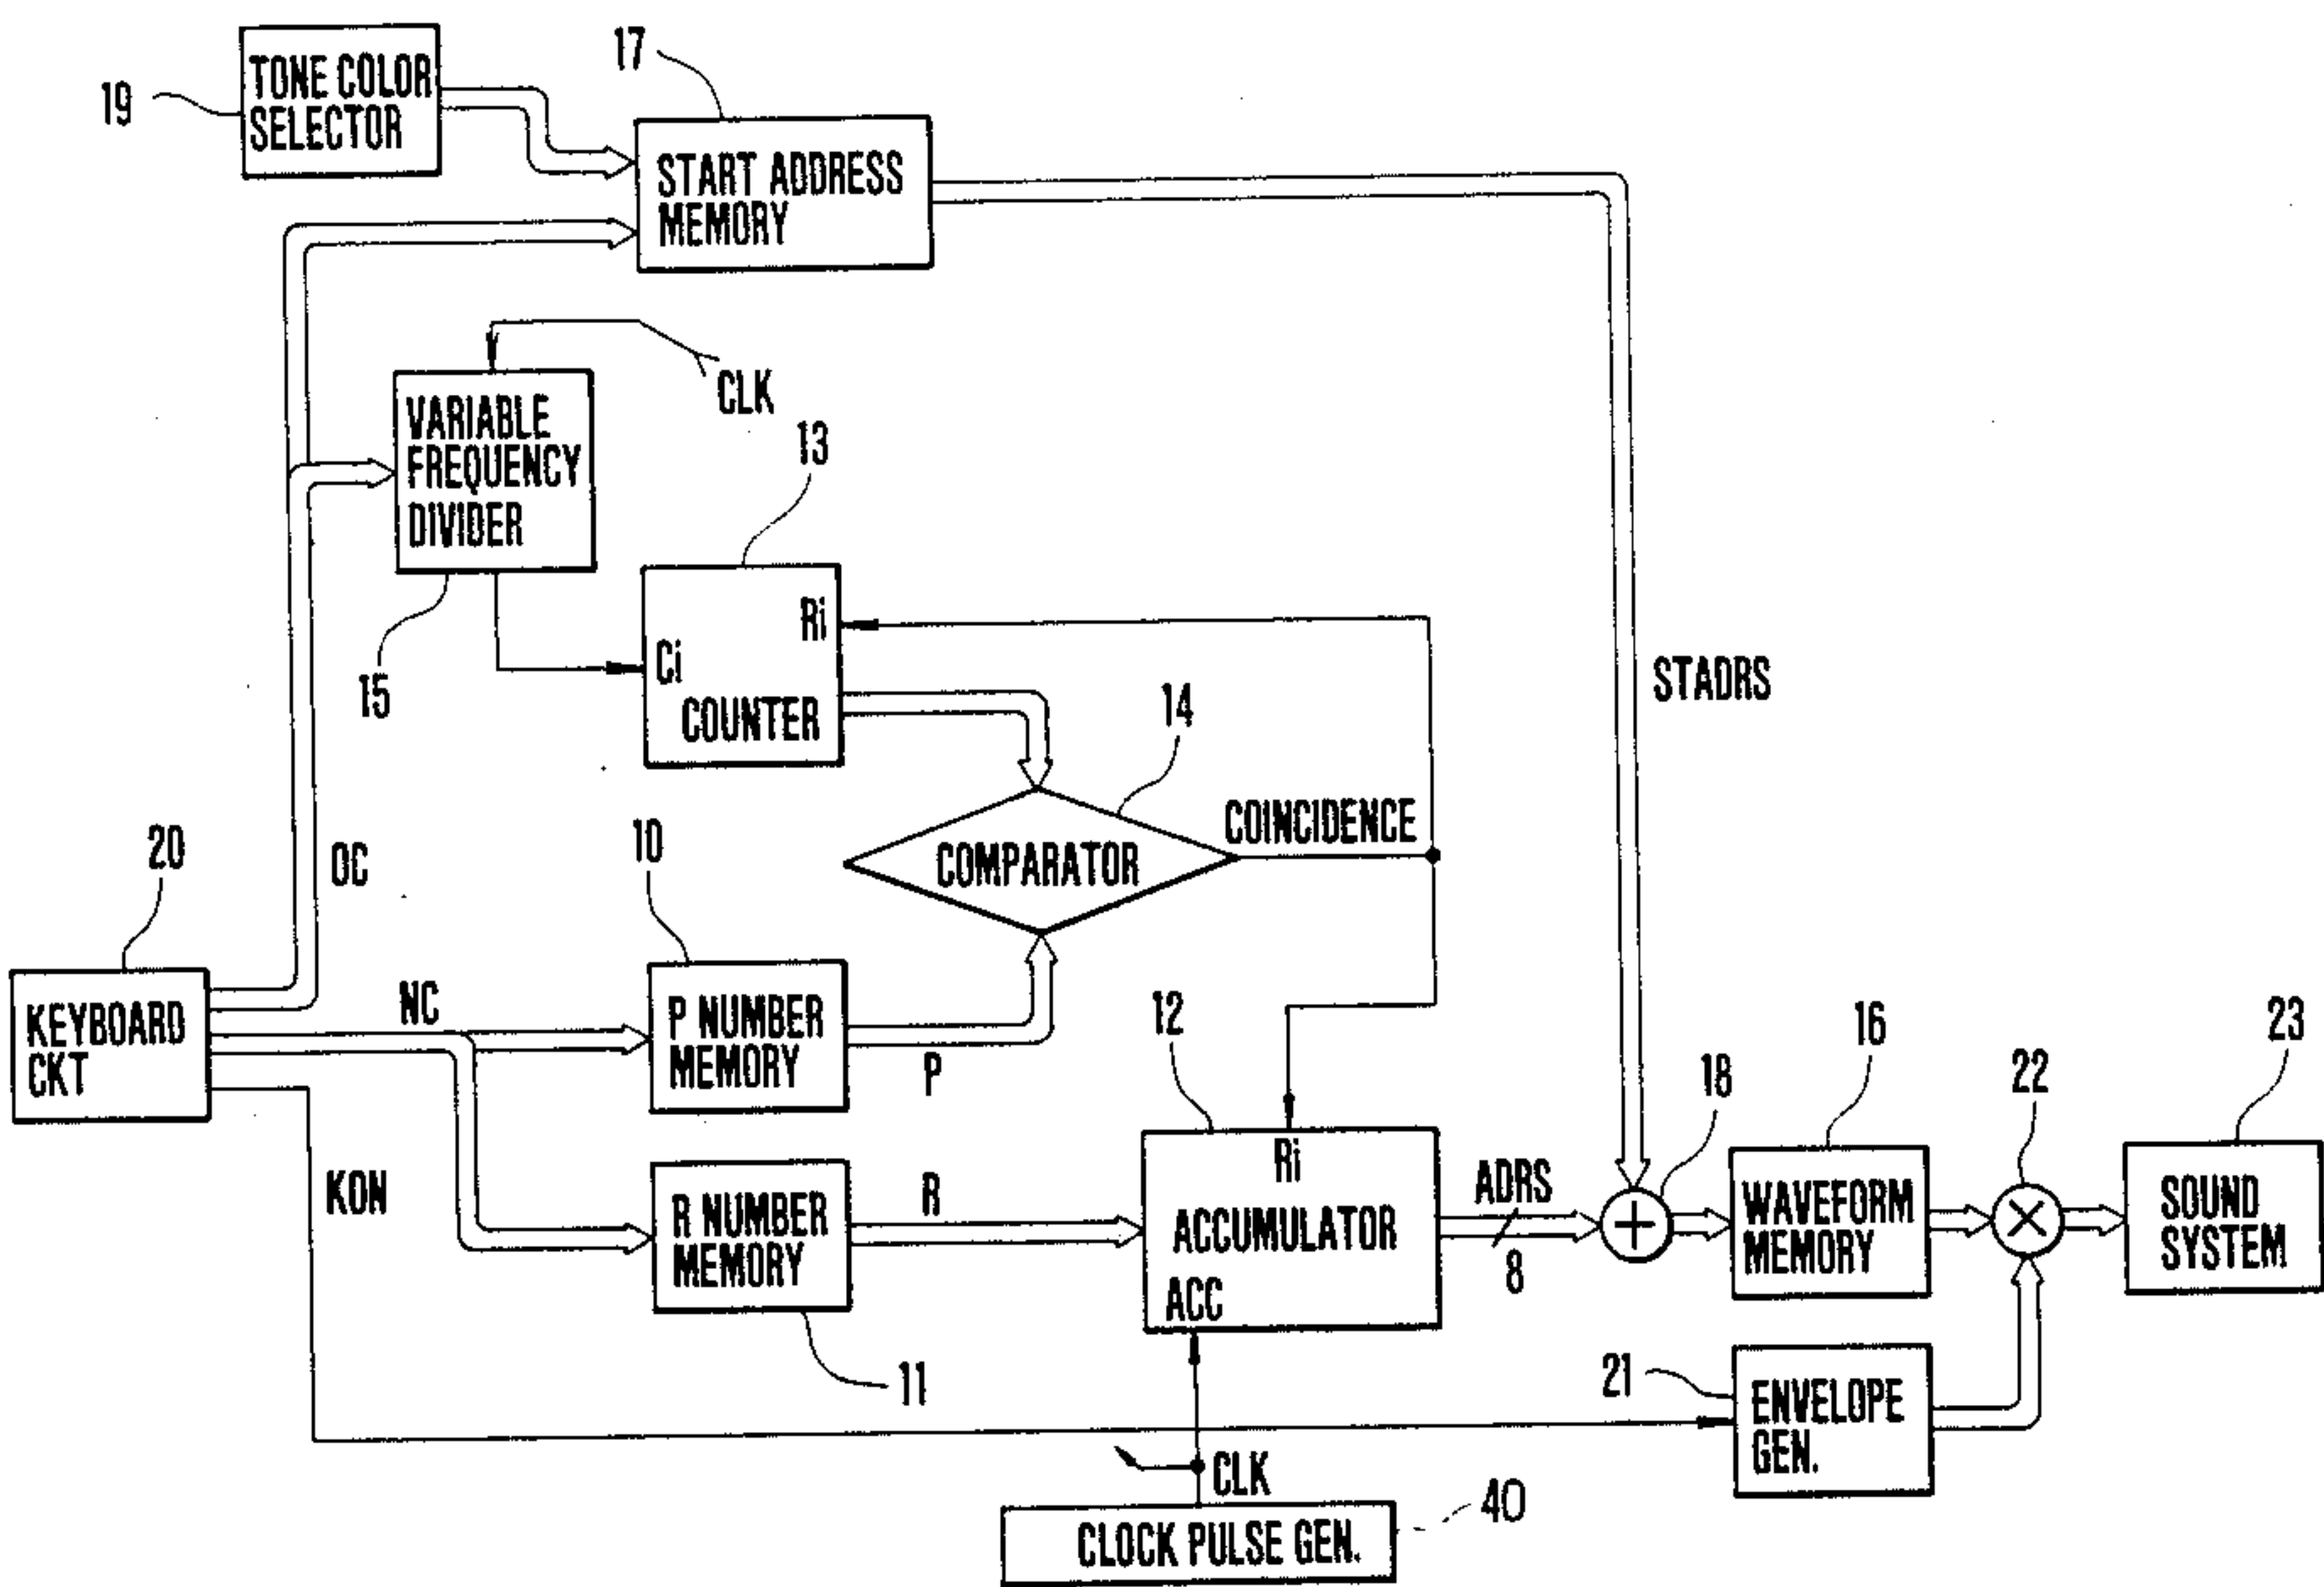 19
TONE COLOR
SELECTOR
17
START ADDRESS
MEMORY
CLK
VARIABLE
FREQUENCY
DIVIDER
15
13
Ri
Ci
COUNTER
14
STADRS
COMPARATOR
COINCIDENCE
20
OC
10
KEYBOARD
CKT
NC
P NUMBER
MEMORY
P
12
18
16
22
23
KON
R NUMBER
MEMORY
R
11
Ri
ACCUMULATOR
ACC
ADRS
8
+
WAVEFORM
MEMORY
×
SOUND
SYSTEM
21
ENVELOPE
GEN.
CLK
CLOCK PULSE GEN.
40